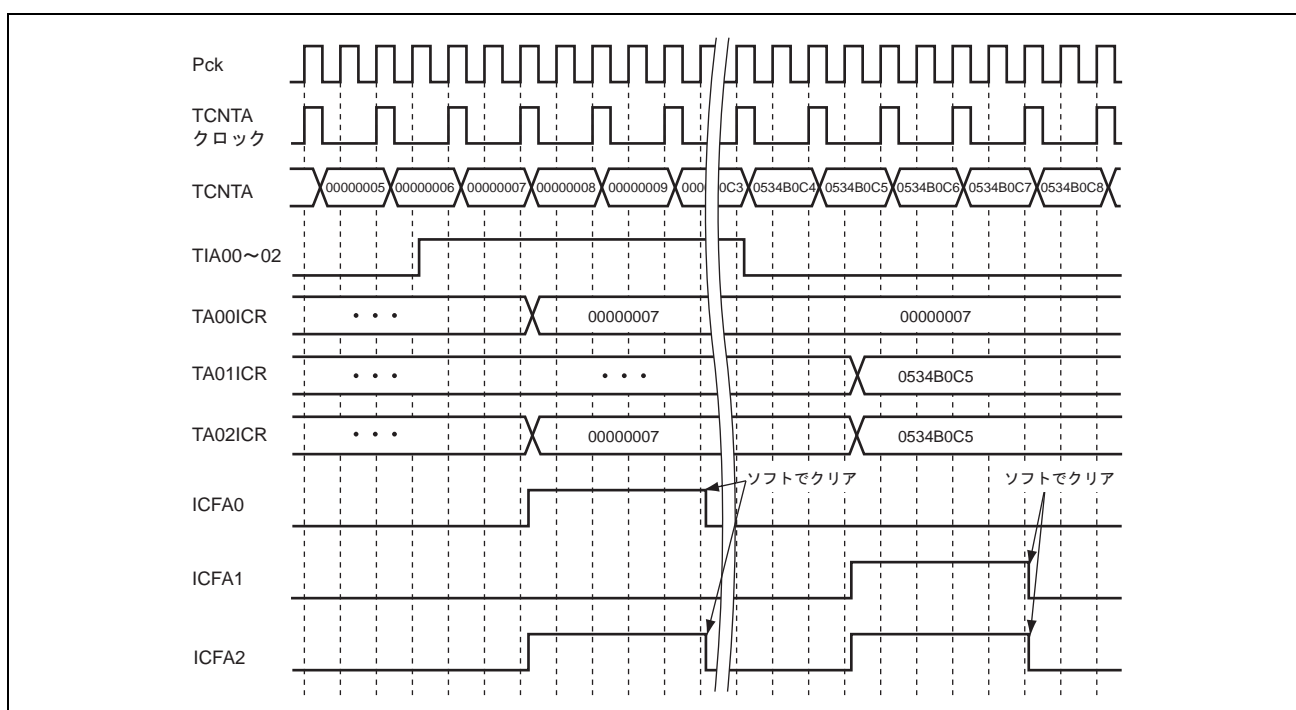 Pck
TCNTA
クロック
TCNTA 00000005 00000006 00000007 00000008 00000009 0000 0C3 0534B0C4 0534B0C5 0534B0C6 0534B0C7 0534B0C8
TIA00～02
TA00ICR ・・・ 00000007 00000007
TA01ICR ・・・ ・・・ 0534B0C5
TA02ICR ・・・ 00000007 0534B0C5
ソフトでクリア ソフトでクリア
ICFA0
ICFA1
ICFA2